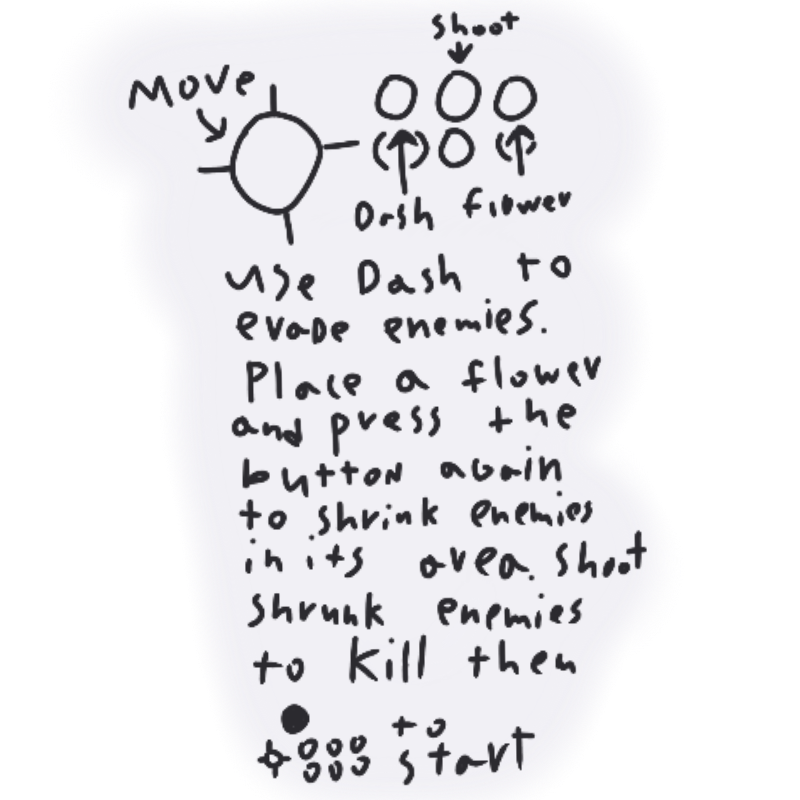 shoot
Move
Dash flower
use Dash to
evade enemies.
Place a flower
and press the
button again
to shrink enemies
in its area. shoot
shrunk enemies
to kill then
to
start